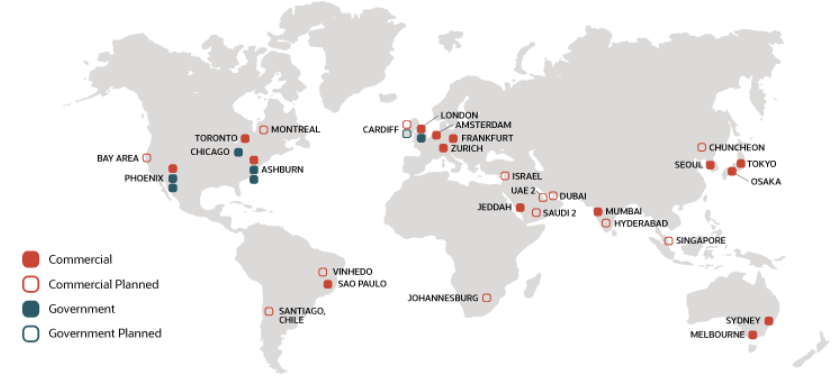 LONDON
AMSTERDAM
CARDIFF
FRANKFURT
ZURICH
MONTREAL
TORONTO
CHICAGO
BAY AREA
ASHBURN
PHOENIX
CHUNCHEON
SEOUL
TOKYO
OSAKA
ISRAEL
UAE 2
DUBAI
JEDDAH
SAUDI 2
MUMBAI
HYDERABAD
SINGAPORE
VINHEDO
SAO PAULO
SANTIAGO,
CHILE
JOHANNESBURG
SYDNEY
MELBOURNE
Commercial
Commercial Planned
Government
Government Planned